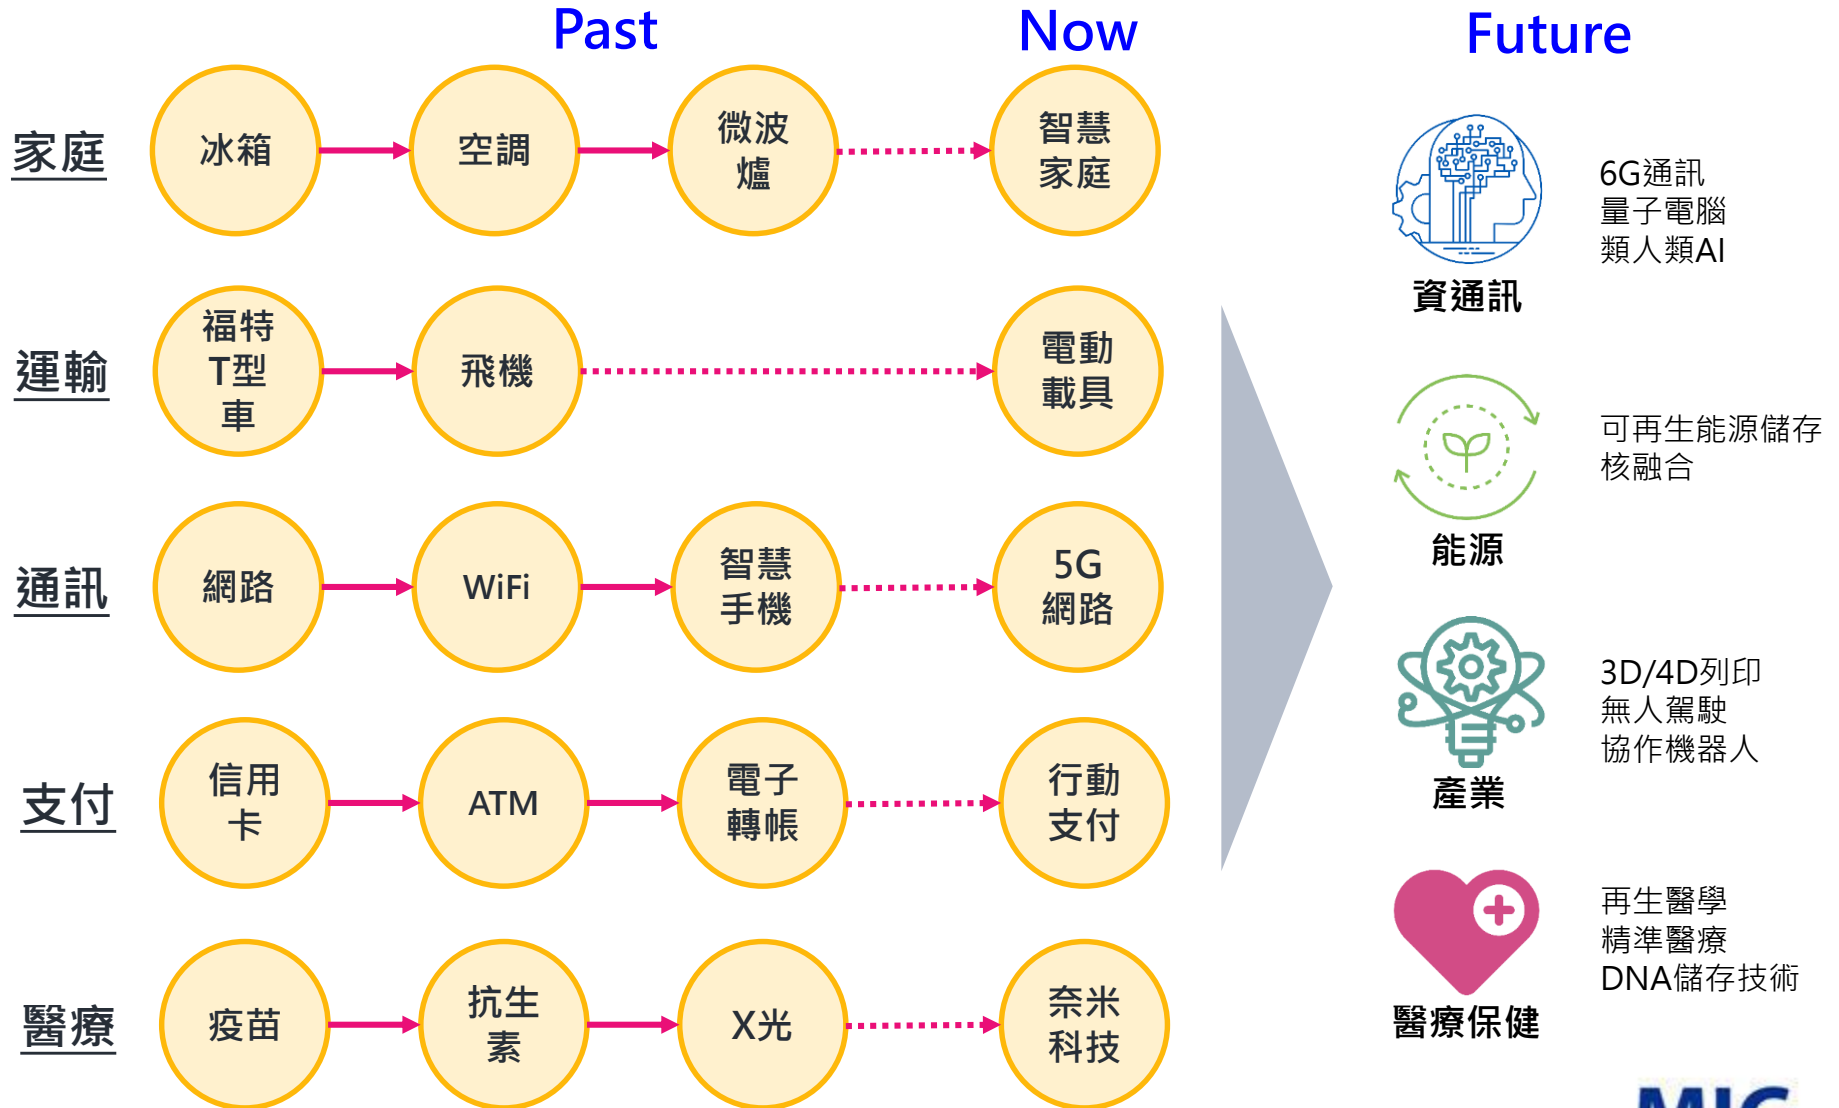 Past
Now
Future
家庭
冰箱
空調
微波
爐
智慧
家庭
6G通訊
量子電腦
類人類AI
資通訊
運輸
福特
T型
車
飛機
電動
載具
可再生能源儲存
核融合
能源
通訊
網路
WiFi
智慧
手機
5G
網路
3D/4D列印
無人駕駛
協作機器人
產業
支付
信用
卡
ATM
電子
轉帳
行動
支付
再生醫學
精準醫療
DNA儲存技術
醫療保健
醫療
疫苗
抗生
素
X光
奈米
科技
MIC